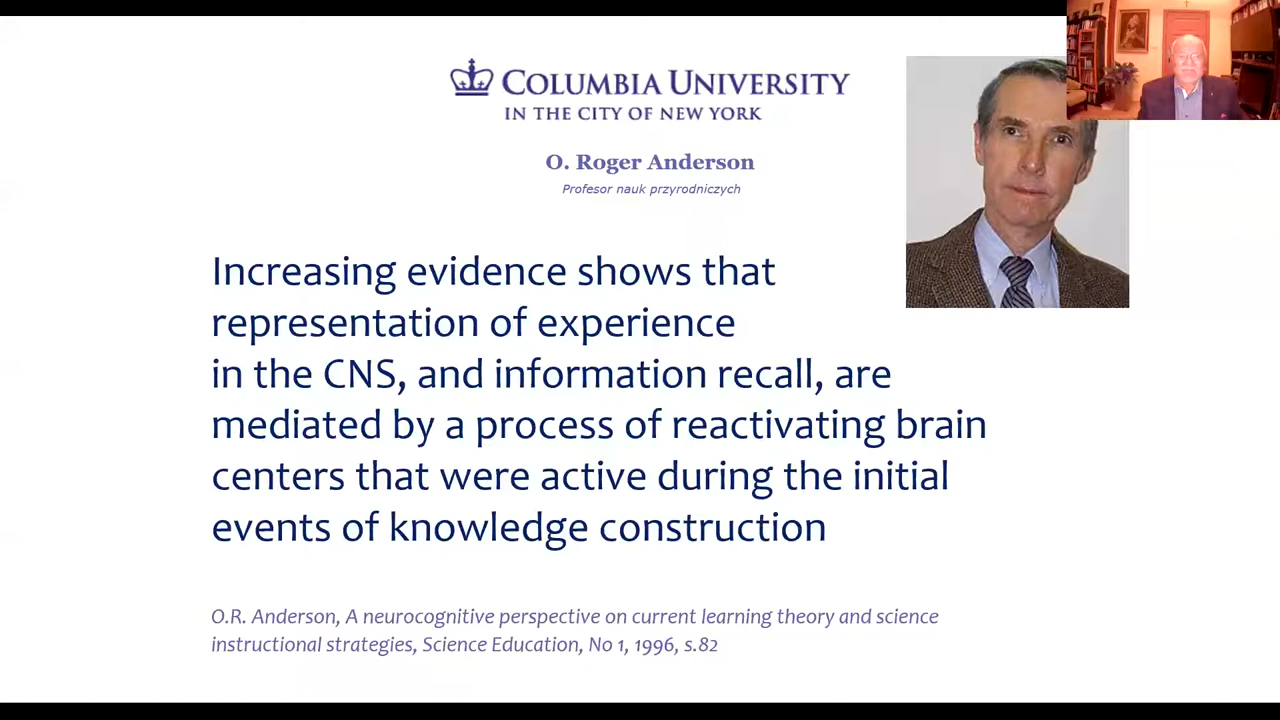 COLUMBIA UNIVERSITY
IN THE CITY OF NEW YORK
O. Roger Anderson
Profesor nauk przyrodniczych
Increasing evidence shows that
representation of experience
in the CNS, and information recall, are
mediated by a process of reactivating brain
centers that were active during the initial
events of knowledge construction
O.R. Anderson, A neurocognitive perspective on current learning theory and science
instructional strategies, Science Education, No 1, 1996, s.82